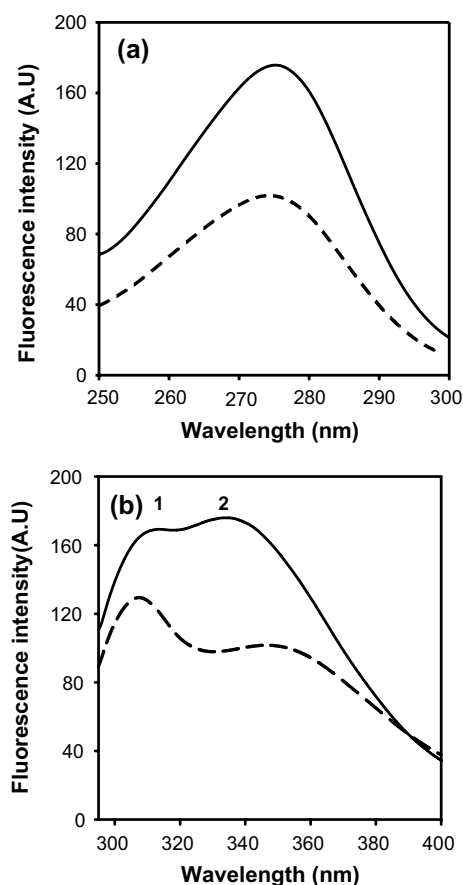 200
(a)
160
120
80
40
0
250 260 270 280 290 300
Wavelength (nm)
Fluorescence intensity (A.U)
200
(b) 1 2
160
120
80
40
0
300 320 340 360 380 400
Wavelength (nm)
Fluorescence intensity(A.U)